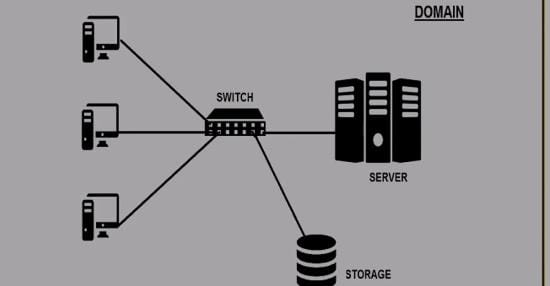 DOMAIN
SWITCH
SERVER
STORAGE